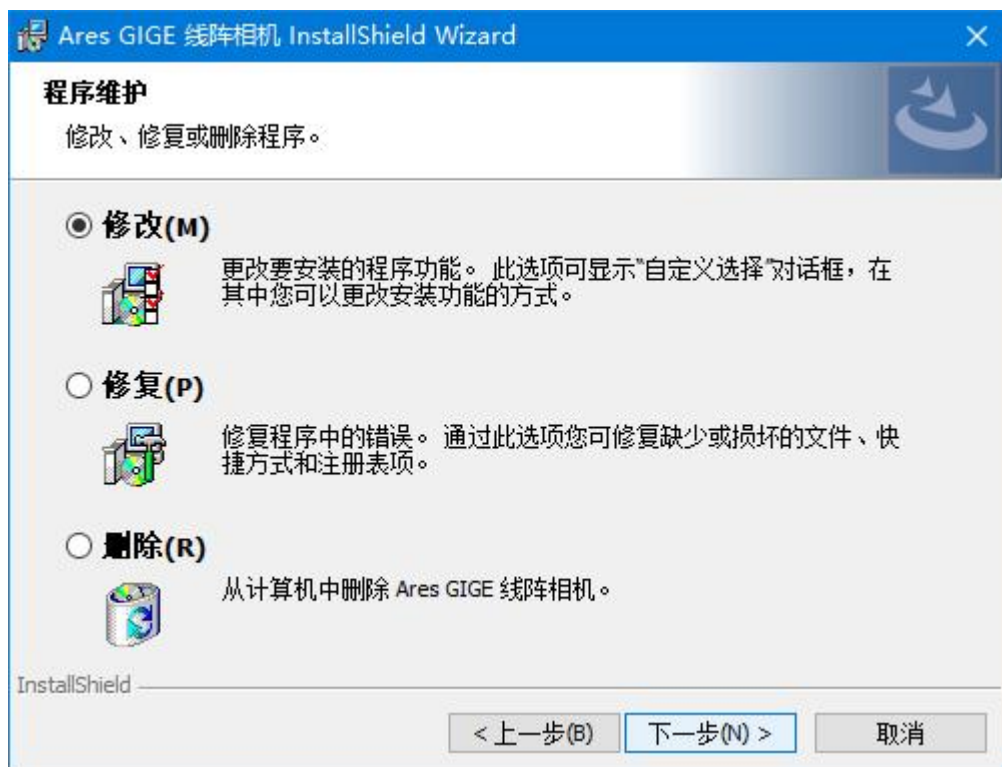 Ares GIGE 线阵相机 InstallShield Wizard
程序维护
修改、修复或删除程序。
修改(M)
更改要安装的程序功能。 此选项可显示“自定义选择”对话框，在
其中您可以更改安装功能的方式。
修复(P)
修复程序中的错误。 通过此选项您可修复缺少或损坏的文件、快
捷方式和注册表项。
删除(R)
从计算机中删除 Ares GIGE 线阵相机。
InstallShield
< 上一步(B)
下一步(N) >
取消